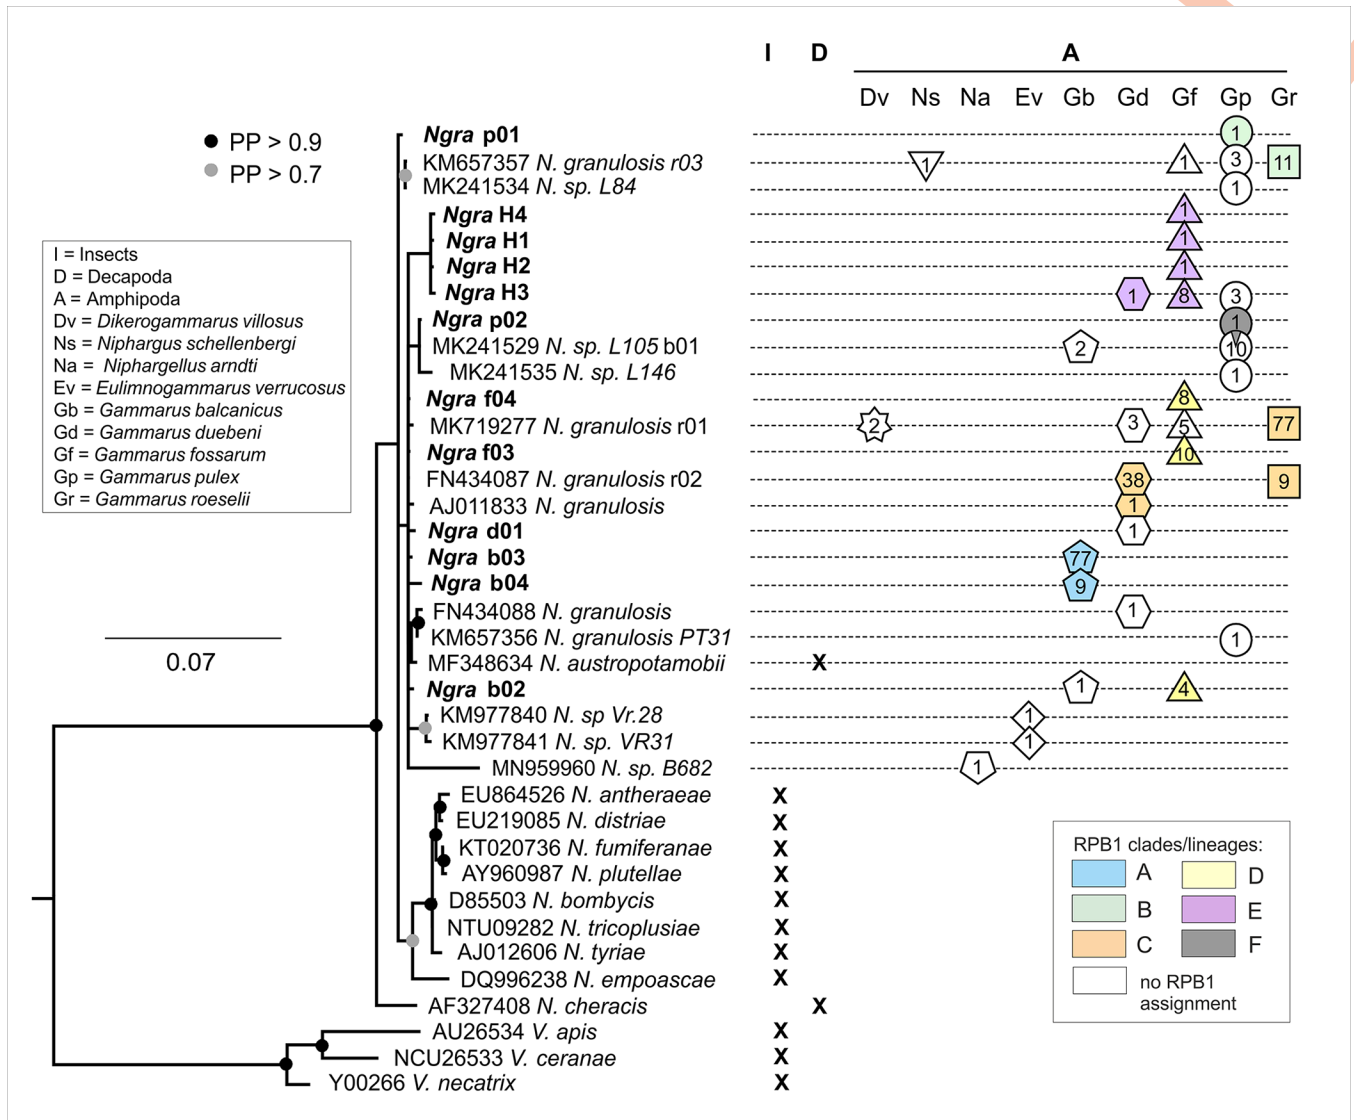 I D A
Dv Ns Na Ev Gb Gd Gf Gp Gr
PP > 0.9
PP > 0.7
I = Insects
D = Decapoda
A = Amphipoda
Dv = Dikerogammarus villosus
Ns = Niphargus schellenbergi
Na = Niphargellus arndti
Ev = Eulimnogammarus verrucosus
Gb = Gammarus balcanicus
Gd = Gammarus duebeni
Gf = Gammarus fossarum
Gp = Gammarus pulex
Gr = Gammarus roeselii
0.07
Ngra p01 1
KM657357 N. granulosis r03 1 1 3 11
MK241534 N. sp. L84 1
Ngra H4 1
Ngra H1 1
Ngra H2 1
Ngra H3 1 8 3
Ngra p02 1
MK241529 N. sp. L105 b01 2 10
MK241535 N. sp. L146 1
Ngra f04 8
MK719277 N. granulosis r01 2 3 5 77
Ngra f03 10
FN434087 N. granulosis r02 38 9
AJ011833 N. granulosis 1
Ngra d01 1
Ngra b03 77
Ngra b04 9
FN434088 N. granulosis 1
KM657356 N. granulosis PT31 1
MF348634 N. austropotamobii X
Ngra b02 1 4
KM977840 N. sp Vr.28 1
KM977841 N. sp. VR31 1
MN959960 N. sp. B682 1
EU864526 N. antheraeae X
EU219085 N. distriae X
KT020736 N. fumiferanae X
AY960987 N. plutellae X
D85503 N. bombycis X
NTU09282 N. tricoplusiae X
AJ012606 N. tyriae X
DQ996238 N. empoascae X
AF327408 N. cheracis X
AU26534 V. apis X
NCU26533 V. ceranae X
Y00266 V. necatrix X
RPB1 clades/lineages:
A D
B E
C F
no RPB1
assignment